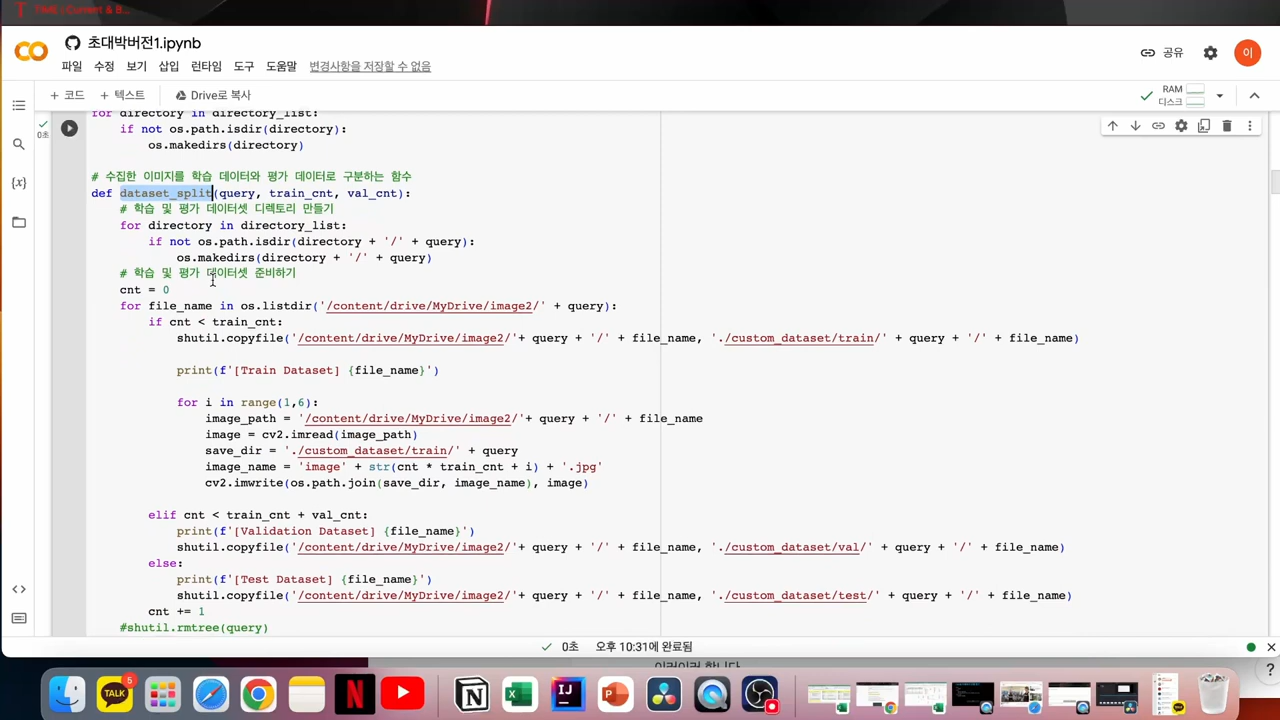 초대박버전1.ipynb
공유
이
파일 수정 보기 삽입 런타임 도구 도움말 변경사항을 저장할 수 없음
+ 코드 + 텍스트 Drive로 복사
RAM
디스크
0초
for directory in directory_list:
if not os.path.isdir(directory):
os.makedirs(directory)
# 수집한 이미지를 학습 데이터와 평가 데이터로 구분하는 함수
def dataset_split(query, train_cnt, val_cnt):
# 학습 및 평가 데이터셋 디렉토리 만들기
for directory in directory_list:
if not os.path.isdir(directory + '/' + query):
os.makedirs(directory + '/' + query)
# 학습 및 평가 데이터셋 준비하기
cnt = 0
for file_name in os.listdir('/content/drive/MyDrive/image2/' + query):
if cnt < train_cnt:
shutil.copyfile('/content/drive/MyDrive/image2/'+ query + '/' + file_name, './custom_dataset/train/' + query + '/' + file_name)
print(f'[Train Dataset] {file_name}')
for i in range(1,6):
image_path = '/content/drive/MyDrive/image2/'+ query + '/' + file_name
image = cv2.imread(image_path)
save_dir = './custom_dataset/train/' + query
image_name = 'image' + str(cnt * train_cnt + i) + '.jpg'
cv2.imwrite(os.path.join(save_dir, image_name), image)
elif cnt < train_cnt + val_cnt:
print(f'[Validation Dataset] {file_name}')
shutil.copyfile('/content/drive/MyDrive/image2/'+ query + '/' + file_name, './custom_dataset/val/' + query + '/' + file_name)
else:
print(f'[Test Dataset] {file_name}')
shutil.copyfile('/content/drive/MyDrive/image2/'+ query + '/' + file_name, './custom_dataset/test/' + query + '/' + file_name)
cnt += 1
#shutil.rmtree(query)
0초 오후 10:31에 완료됨
TALK
5